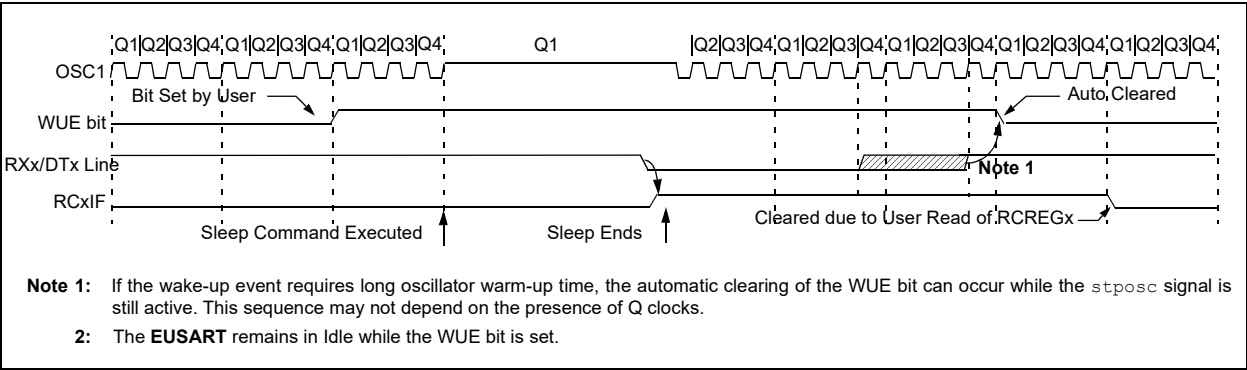 Q1|Q2|Q3|Q4 Q1|Q2|Q3|Q4 Q1|Q2|Q3|Q4 Q1 Q2|Q3|Q4 Q1|Q2|Q3|Q4 Q1|Q2|Q3|Q4 Q1|Q2|Q3|Q4 Q1|Q2|Q3|Q4
OSC1
Bit Set by User Auto Cleared
WUE bit
RXx/DTx Line
Note 1
RCxIF
Cleared due to User Read of RCREGx
Sleep Command Executed Sleep Ends
Note 1: If the wake-up event requires long oscillator warm-up time, the automatic clearing of the WUE bit can occur while the stposc signal is
still active. This sequence may not depend on the presence of Q clocks.
2: The EUSART remains in Idle while the WUE bit is set.